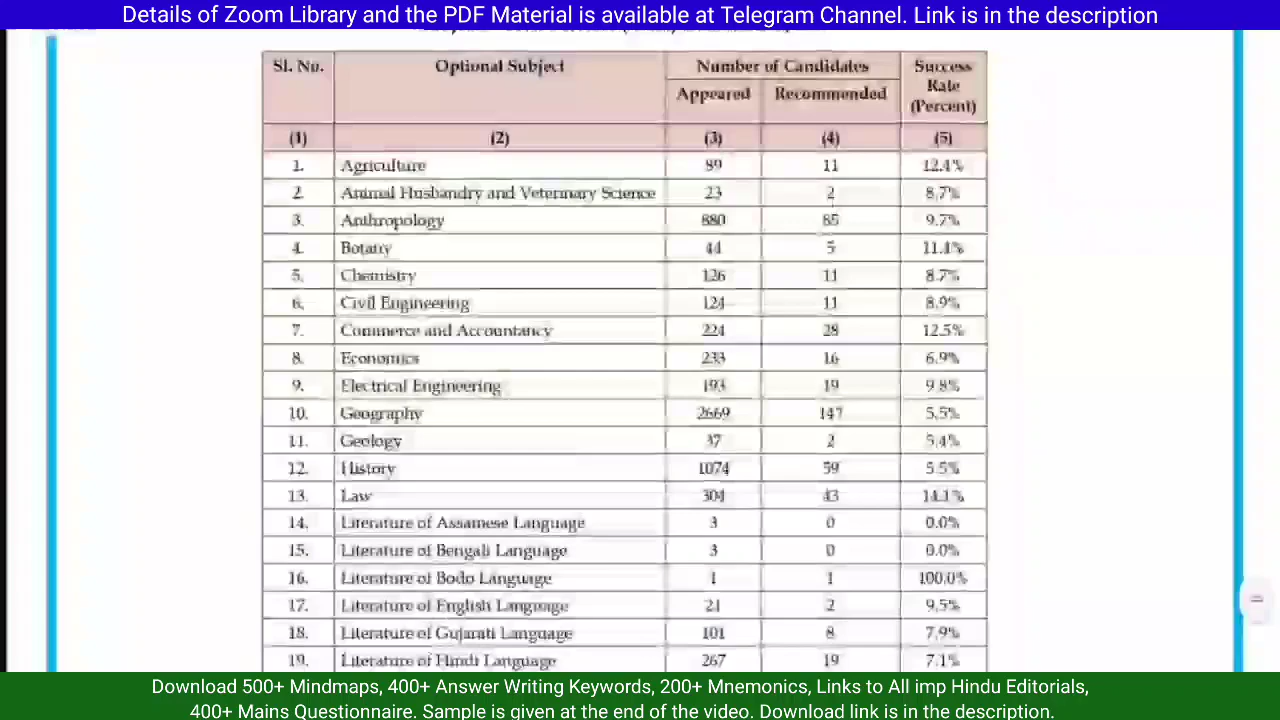 Details of Zoom Library and the PDF Material is available at Telegram Channel. Link is in the description
Sl. No. Optional Subject Number of Candidates Success Rate (Percent)
Appeared Recommended
(1) (2) (3) (4) (5)
1. Agriculture 89 11 12.4%
2. Animal Husbandry and Veterinary Science 23 2 8.7%
3. Anthropology 880 85 9.7%
4. Botany 44 5 11.4%
5. Chemistry 126 11 8.7%
6. Civil Engineering 124 11 8.9%
7. Commerce and Accountancy 224 28 12.5%
8. Economics 233 16 6.9%
9. Electrical Engineering 193 19 9.8%
10. Geography 2669 147 5.5%
11. Geology 37 2 5.4%
12. History 1074 59 5.5%
13. Law 304 43 14.1%
14. Literature of Assamese Language 3 0 0.0%
15. Literature of Bengali Language 3 0 0.0%
16. Literature of Bodo Language 1 1 100.0%
17. Literature of English Language 21 2 9.5%
18. Literature of Gujarati Language 101 8 7.9%
19. Literature of Hindi Language 267 19 7.1%
Download 500+ Mindmaps, 400+ Answer Writing Keywords, 200+ Mnemonics, Links to All imp Hindu Editorials,
400+ Mains Questionnaire. Sample is given at the end of the video. Download link is in the description.